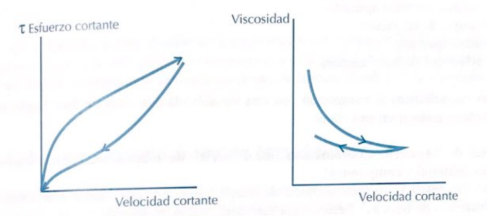 τ Esfuerzo cortante
Velocidad cortante
Viscosidad
Velocidad cortante